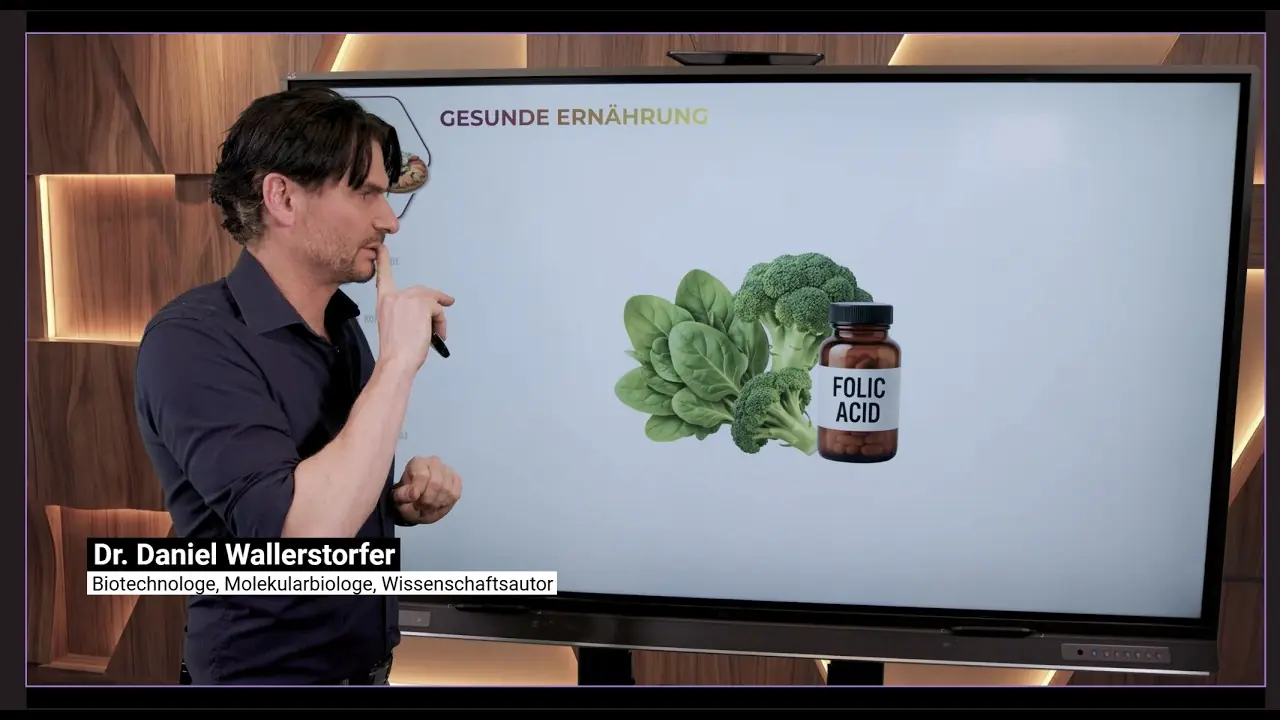 GESUNDE ERNÄHRUNG
FOLIC
ACID
Dr. Daniel Wallerstorfer
Biotechnologe, Molekularbiologe, Wissenschaftsautor